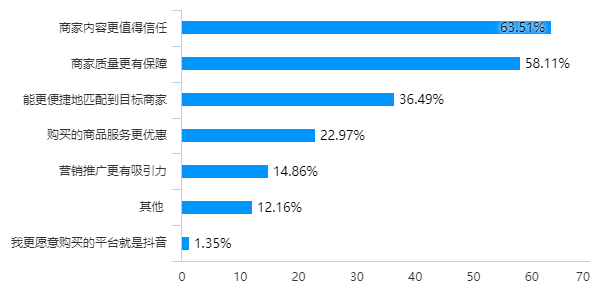 商家内容更值得信任 63.51%
商家质量更有保障 58.11%
能更便捷地匹配到目标商家 36.49%
购买的商品服务更优惠 22.97%
营销推广更有吸引力 14.86%
其他 12.16%
我更愿意购买的平台就是抖音 1.35%
0 10 20 30 40 50 60 70